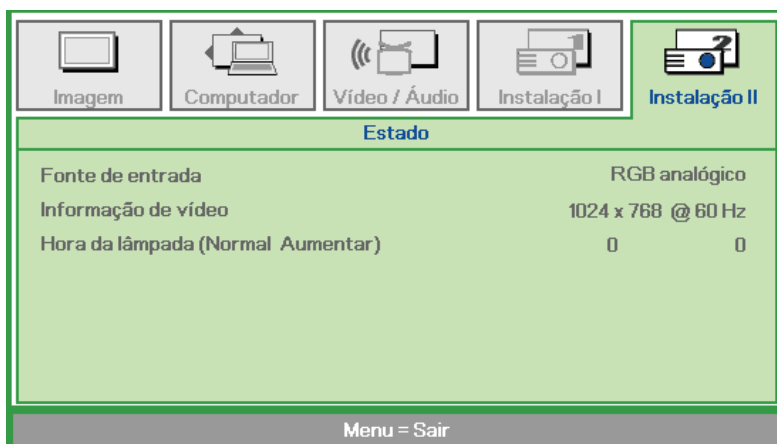 Imagem Computador Vídeo / Áudio Instalação I Instalação II
Estado
Fonte de entrada RGB analógico
Informação de vídeo 1024 x 768 @ 60 Hz
Hora da lâmpada (Normal Aumentar) 0 0
Menu = Sair